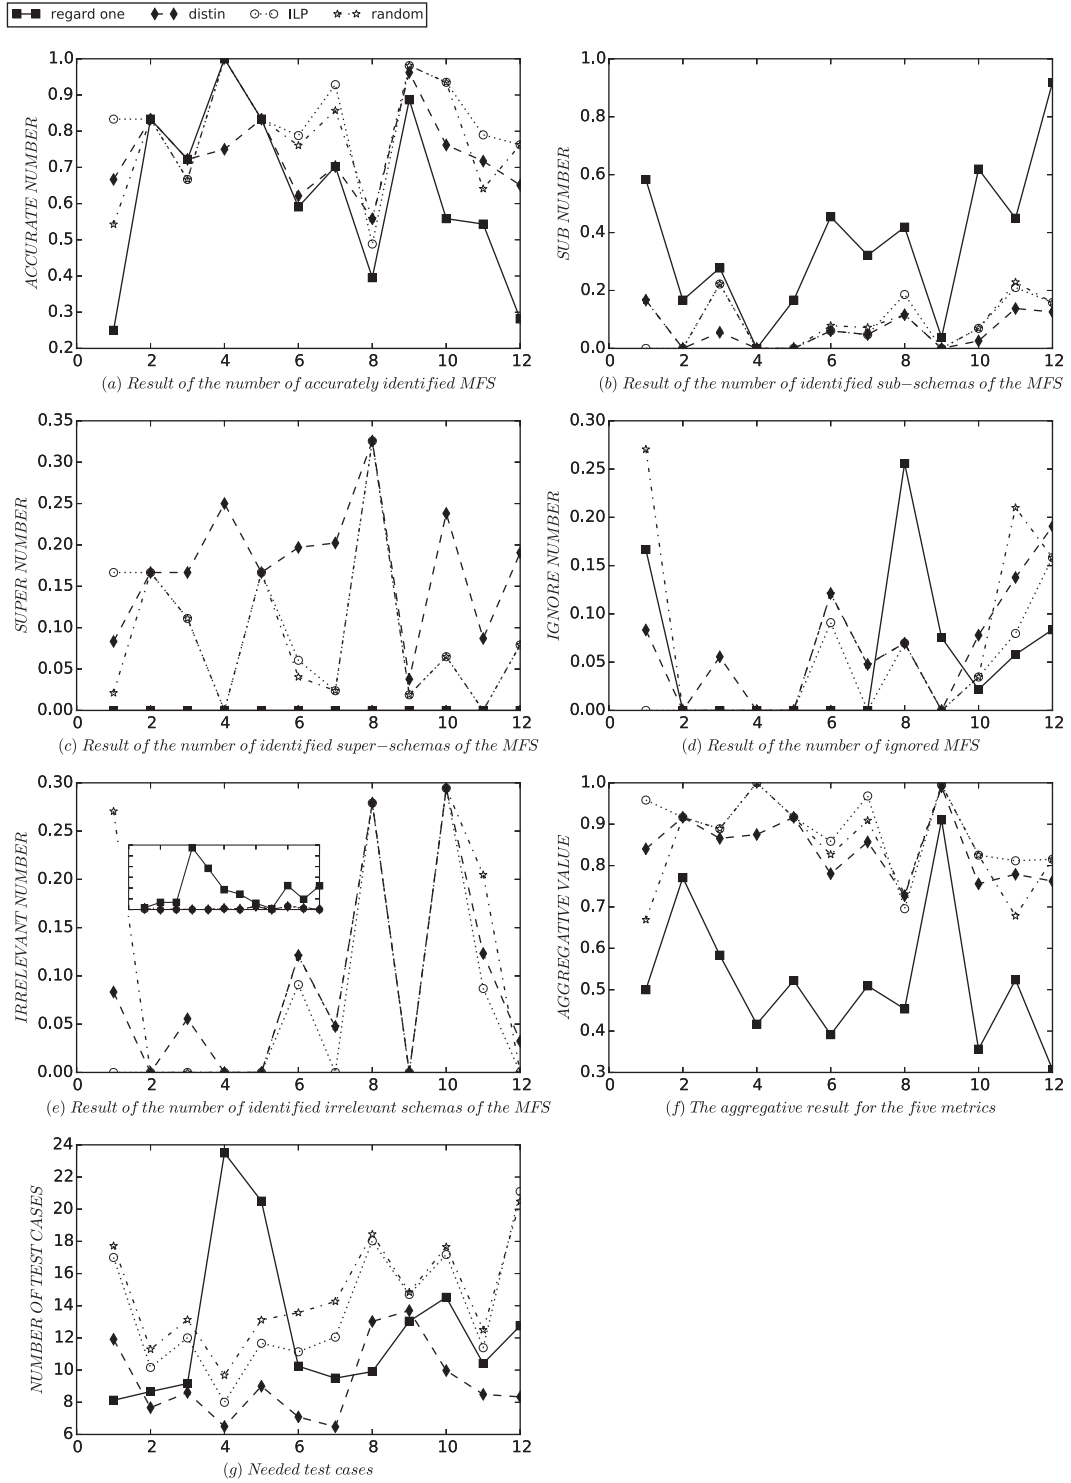 regard one distin ILP random
ACCURATE NUMBER
1.0
0.9
0.8
0.7
0.6
0.5
0.4
0.3
0.2
0 2 4 6 8 10 12
(a) Result of the number of accurately identified MFS
SUB NUMBER
1.0
0.8
0.6
0.4
0.2
0.0
0 2 4 6 8 10 12
(b) Result of the number of identified sub−schemas of the MFS
SUPER NUMBER
0.35
0.30
0.25
0.20
0.15
0.10
0.05
0.00
0 2 4 6 8 10 12
(c) Result of the number of identified super−schemas of the MFS
IGNORE NUMBER
0.30
0.25
0.20
0.15
0.10
0.05
0.00
0 2 4 6 8 10 12
(d) Result of the number of ignored MFS
IRRELEVANT NUMBER
0.30
0.25
0.20
0.15
0.10
0.05
0.00
0 2 4 6 8 10 12
(e) Result of the number of identified irrelevant schemas of the MFS
AGGREGATIVE VALUE
1.0
0.9
0.8
0.7
0.6
0.5
0.4
0.3
0 2 4 6 8 10 12
(f) The aggregative result for the five metrics
NUMBER OF TEST CASES
24
22
20
18
16
14
12
10
8
6
0 2 4 6 8 10 12
(g) Needed test cases